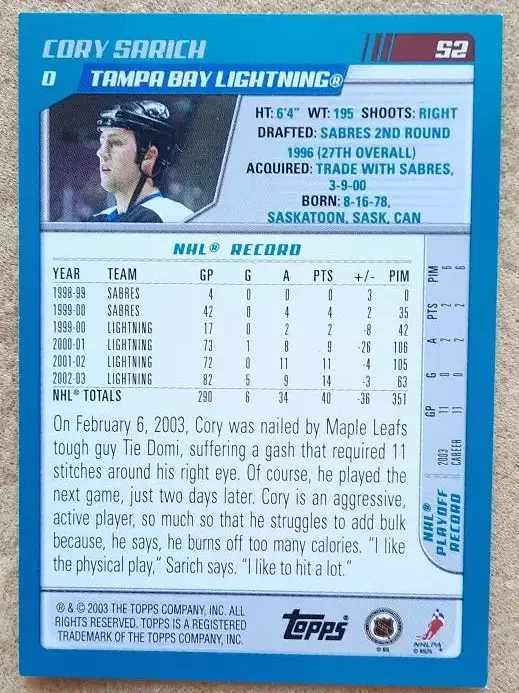 CORY SARICH 52
D TAMPA BAY LIGHTNING®
HT: 6'4" WT: 195 SHOOTS: RIGHT
DRAFTED: SABRES 2ND ROUND
1996 (27TH OVERALL)
ACQUIRED: TRADE WITH SABRES,
3-9-00
BORN: 8-16-78,
SASKATOON, SASK, CAN
NHL® RECORD
YEAR TEAM GP G A PTS +/- PIM
1998-99 SABRES 4 0 0 0 3 0
1999-00 SABRES 42 0 4 4 2 35
1999-00 LIGHTNING 17 0 2 2 -8 42
2000-01 LIGHTNING 73 1 8 9 -26 106
2001-02 LIGHTNING 72 0 11 11 -4 105
2002-03 LIGHTNING 82 5 9 14 -3 63
NHL® TOTALS 290 6 34 40 -36 351
On February 6, 2003, Cory was nailed by Maple Leafs
tough guy Tie Domi, suffering a gash that required 11
stitches around his right eye. Of course, he played the
next game, just two days later. Cory is an aggressive,
active player, so much so that he struggles to add bulk
because, he says, he burns off too many calories. "I like
the physical play," Sarich says. "I like to hit a lot."
NHL®
PLAYOFF
RECORD
GP G A PTS PIM
2003 11 0 2 2 6
CAREER 11 0 2 2 6
® & © 2003 THE TOPPS COMPANY, INC. ALL
RIGHTS RESERVED. TOPPS IS A REGISTERED
TRADEMARK OF THE TOPPS COMPANY, INC.
topps®
© NHL
NHLPA